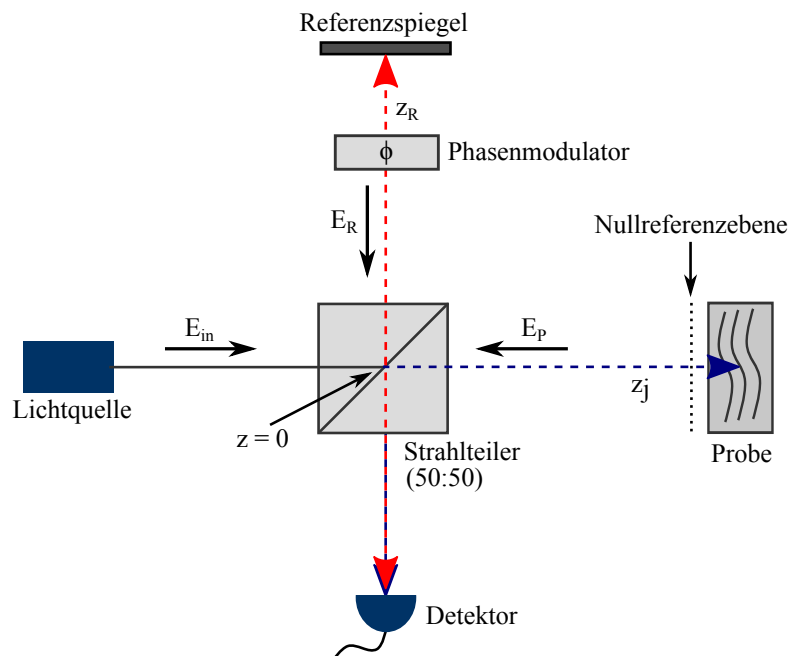 Referenzspiegel
z_R
ϕ
Phasenmodulator
E_R
Nullreferenzebene
E_in
E_P
z_j
Lichtquelle
z = 0
Strahlteiler
(50:50)
Probe
Detektor